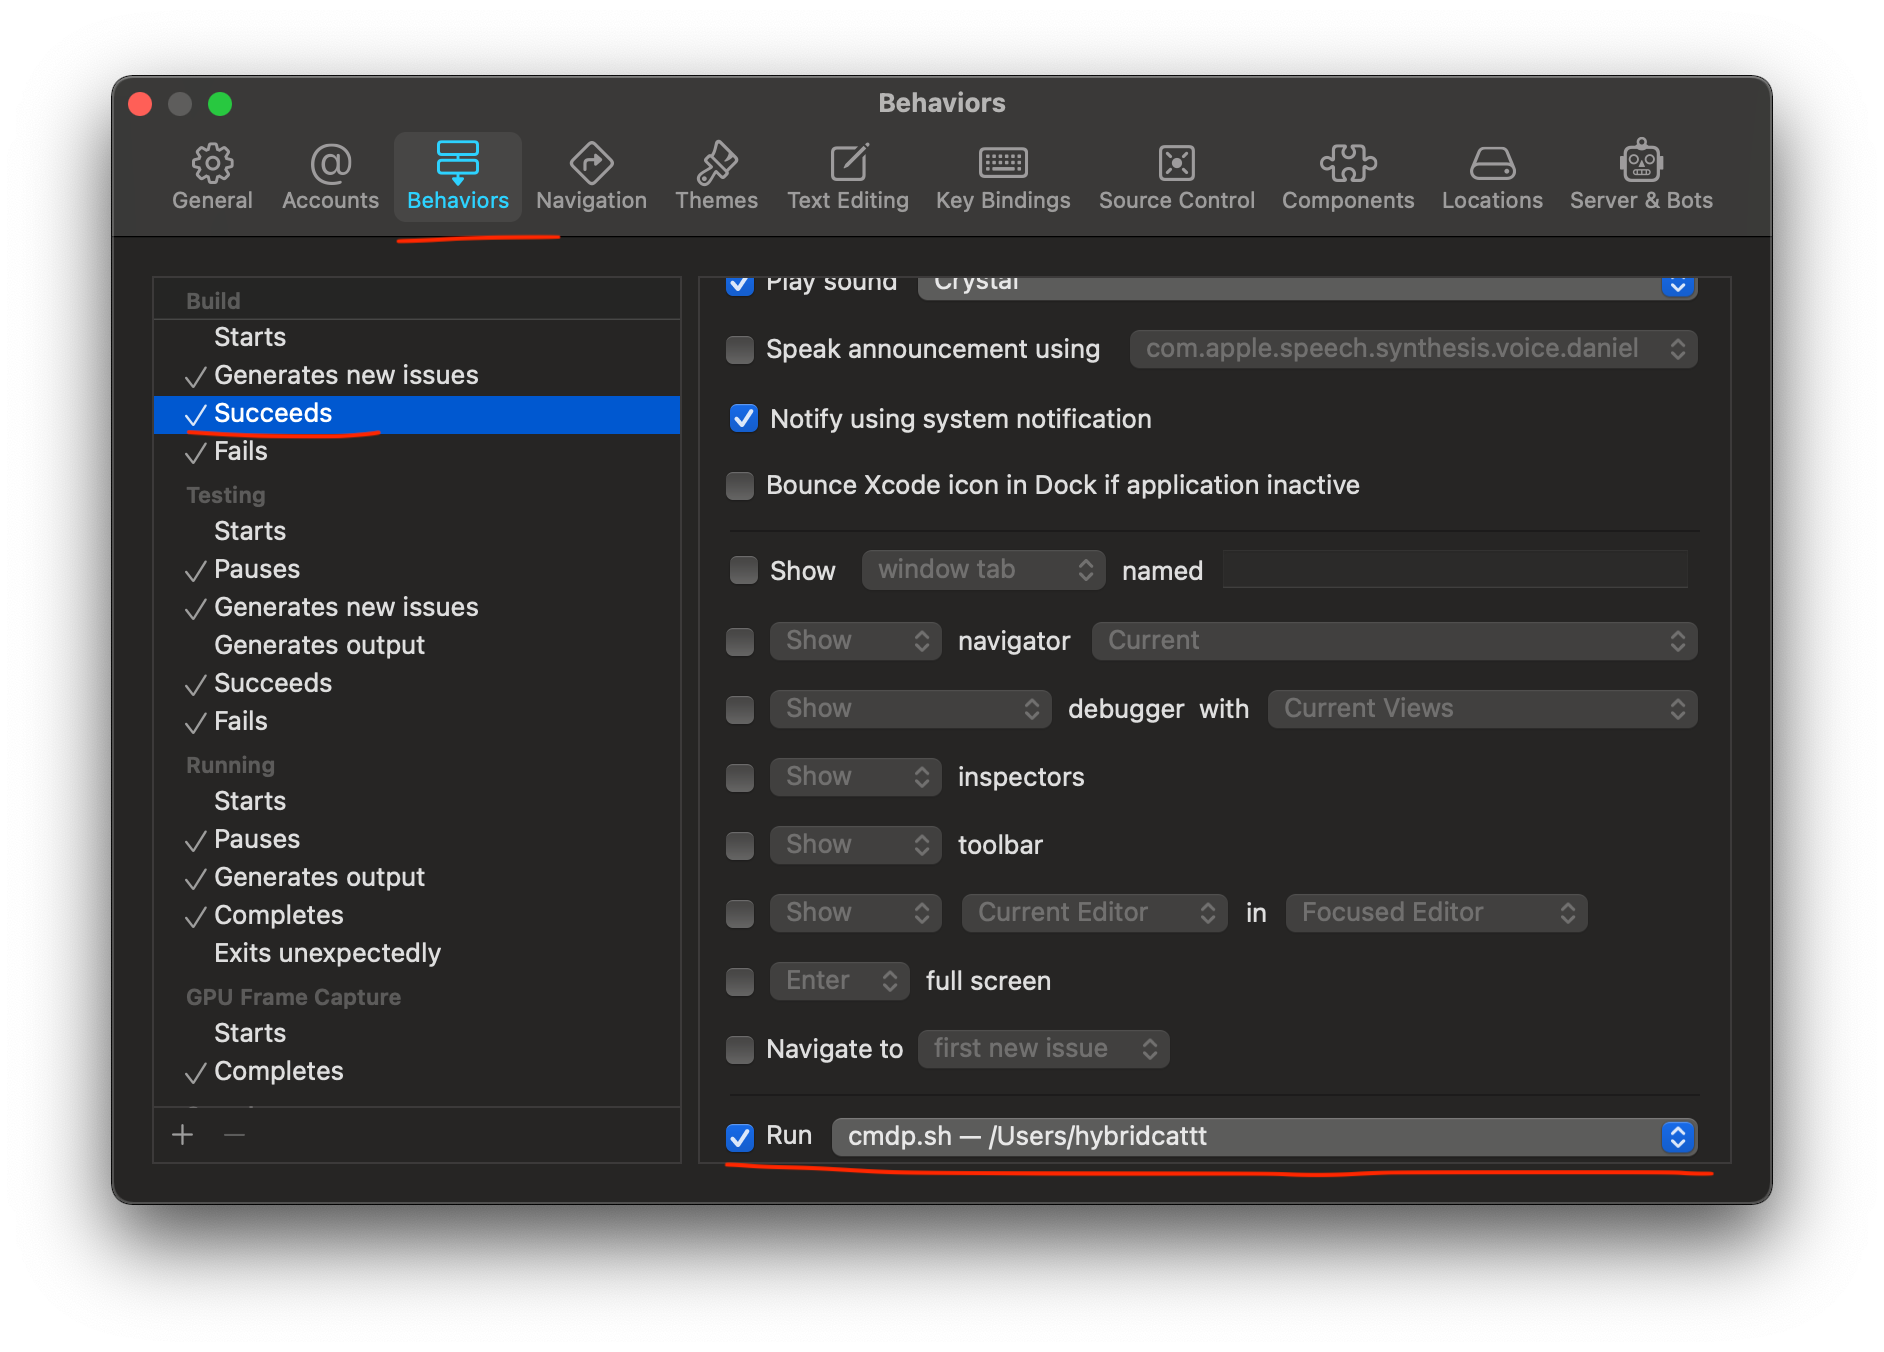 Behaviors
General Accounts Behaviors Navigation Themes Text Editing Key Bindings Source Control Components Locations Server & Bots
Build
Starts
Generates new issues
Succeeds
Fails
Testing
Starts
Pauses
Generates new issues
Generates output
Succeeds
Fails
Running
Starts
Pauses
Generates output
Completes
Exits unexpectedly
GPU Frame Capture
Starts
Completes
Play sound Crystal
Speak announcement using com.apple.speech.synthesis.voice.daniel
Notify using system notification
Bounce Xcode icon in Dock if application inactive
Show window tab named
Show navigator Current
Show debugger with Current Views
Show inspectors
Show toolbar
Show Current Editor in Focused Editor
Enter full screen
Navigate to first new issue
Run cmdp.sh — /Users/hybridcattt